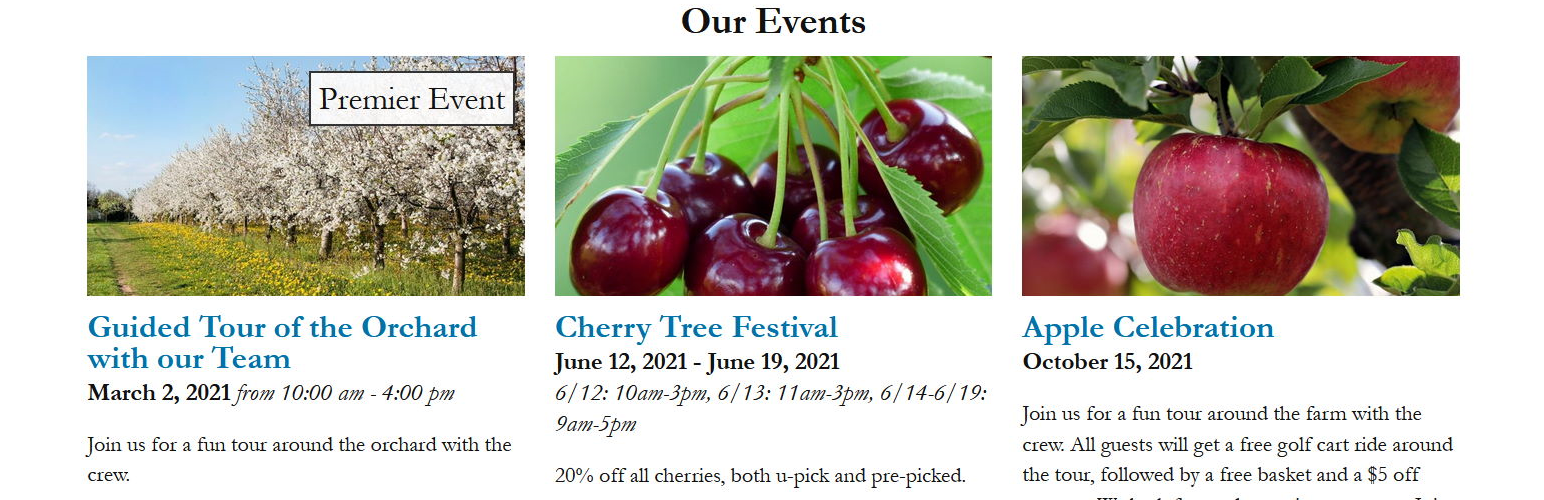 Our Events
Premier Event
Guided Tour of the Orchard
with our Team
March 2, 2021 from 10:00 am - 4:00 pm
Join us for a fun tour around the orchard with the
crew.
Cherry Tree Festival
June 12, 2021 - June 19, 2021
6/12: 10am-3pm, 6/13: 11am-3pm, 6/14-6/19:
9am-5pm
20% off all cherries, both u-pick and pre-picked.
Apple Celebration
October 15, 2021
Join us for a fun tour around the farm with the
crew. All guests will get a free golf cart ride around
the tour, followed by a free basket and a $5 off